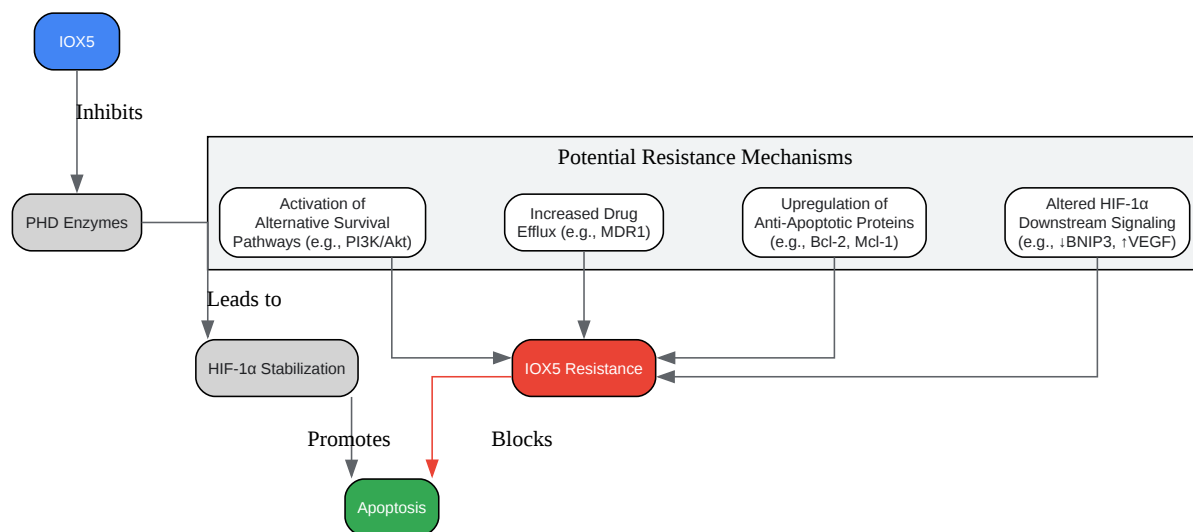 IOX5
Inhibits
Potential Resistance Mechanisms
PHD Enzymes
Activation of
Alternative Survival
Pathways (e.g., PI3K/Akt)
Increased Drug
Efflux (e.g., MDR1)
Upregulation of
Anti-Apoptotic Proteins
(e.g., Bcl-2, Mcl-1)
Altered HIF-1α
Downstream Signaling
(e.g., ↓BNIP3, ↑VEGF)
Leads to
HIF-1α Stabilization
IOX5 Resistance
Promotes
Blocks
Apoptosis